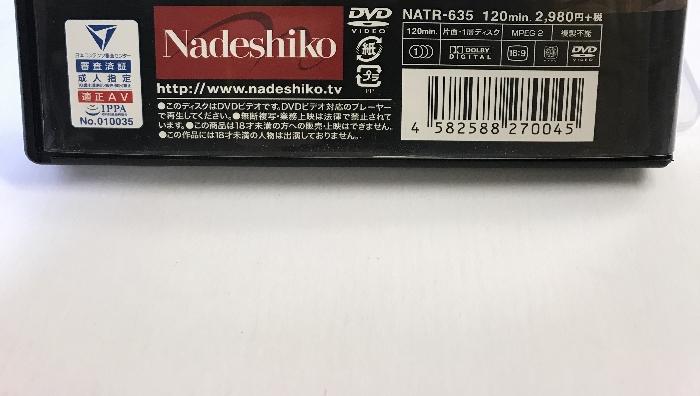 審査済証
成人指定
適正AV
IPPA
No.010035
Nadeshiko
http://www.nadeshiko.tv
●このディスクはDVDビデオです。DVDビデオ対応のプレーヤー
で再生してください。●無断複写・業務上映は法律で禁止されて
います。●この商品は18才未満の方への販売・上映はできません。
●この作品には18才未満の人物は出演しておりません。
DVD
VIDEO
紙
プラ
PP
NATR-635 120min. 2,980円+税
120min. 片面・1層ディスク MPEG 2 複製不能
1 DOLBY DIGITAL 16:9 DVD VIDEO
4 582588 270045